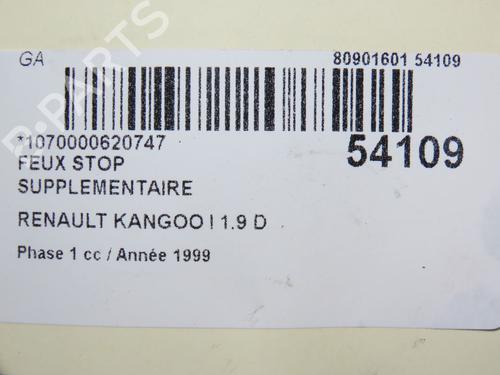 GA
80901601 54109
*1070000620747
54109
FEUX STOP
SUPPLEMENTAIRE
RENAULT KANGOO I 1.9 D
Phase 1 cc / Année 1999
B-PARTS